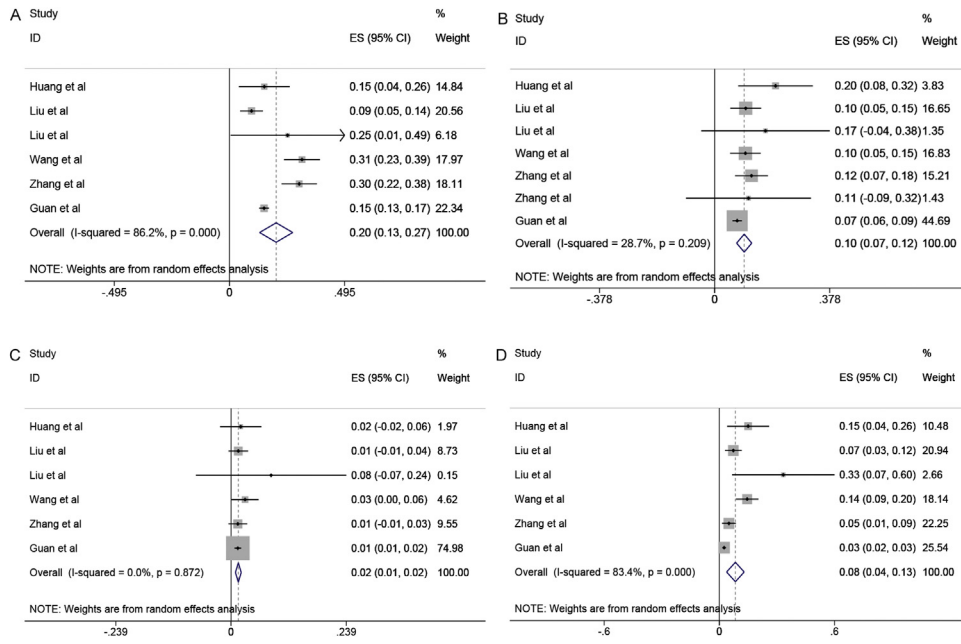 A Study %
ID ES (95% CI) Weight
Huang et al 0.15 (0.04, 0.26) 14.84
Liu et al 0.09 (0.05, 0.14) 20.56
Liu et al 0.25 (0.01, 0.49) 6.18
Wang et al 0.31 (0.23, 0.39) 17.97
Zhang et al 0.30 (0.22, 0.38) 18.11
Guan et al 0.15 (0.13, 0.17) 22.34
Overall (I-squared = 86.2%, p = 0.000) 0.20 (0.13, 0.27) 100.00
NOTE: Weights are from random effects analysis
-.495 0 .495
B Study %
ID ES (95% CI) Weight
Huang et al 0.20 (0.08, 0.32) 3.83
Liu et al 0.10 (0.05, 0.15) 16.65
Liu et al 0.17 (-0.04, 0.38) 1.35
Wang et al 0.10 (0.05, 0.15) 16.83
Zhang et al 0.12 (0.07, 0.18) 15.21
Zhang et al 0.11 (-0.09, 0.32) 1.43
Guan et al 0.07 (0.06, 0.09) 44.69
Overall (I-squared = 28.7%, p = 0.209) 0.10 (0.07, 0.12) 100.00
NOTE: Weights are from random effects analysis
-.378 0 .378
C Study %
ID ES (95% CI) Weight
Huang et al 0.02 (-0.02, 0.06) 1.97
Liu et al 0.01 (-0.01, 0.04) 8.73
Liu et al 0.08 (-0.07, 0.24) 0.15
Wang et al 0.03 (0.00, 0.06) 4.62
Zhang et al 0.01 (-0.01, 0.03) 9.55
Guan et al 0.01 (0.01, 0.02) 74.98
Overall (I-squared = 0.0%, p = 0.872) 0.02 (0.01, 0.02) 100.00
NOTE: Weights are from random effects analysis
-.239 0 .239
D Study %
ID ES (95% CI) Weight
Huang et al 0.15 (0.04, 0.26) 10.48
Liu et al 0.07 (0.03, 0.12) 20.94
Liu et al 0.33 (0.07, 0.60) 2.66
Wang et al 0.14 (0.09, 0.20) 18.14
Zhang et al 0.05 (0.01, 0.09) 22.25
Guan et al 0.03 (0.02, 0.03) 25.54
Overall (I-squared = 83.4%, p = 0.000) 0.08 (0.04, 0.13) 100.00
NOTE: Weights are from random effects analysis
-.6 0 .6